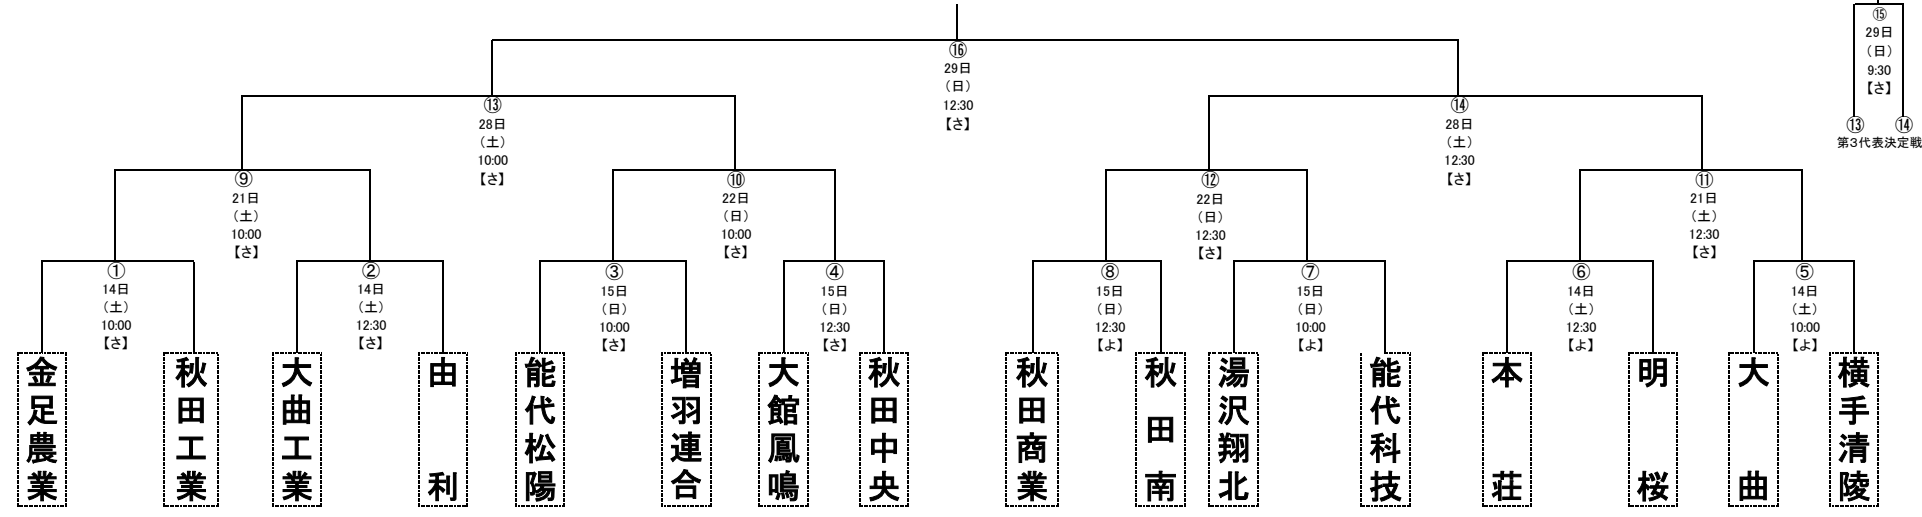 ⑯
29日
（日）
12:30
【さ】
⑮
29日
（日）
9:30
【さ】
⑬ ⑭
第3代表決定戦
⑬
28日
（土）
10:00
【さ】
⑭
28日
（土）
12:30
【さ】
⑨
21日
（土）
10:00
【さ】
⑩
22日
（日）
10:00
【さ】
⑫
22日
（日）
12:30
【さ】
⑪
21日
（土）
12:30
【さ】
①
14日
（土）
10:00
【さ】
②
14日
（土）
12:30
【さ】
③
15日
（日）
10:00
【さ】
④
15日
（日）
12:30
【さ】
⑧
15日
（日）
12:30
【よ】
⑦
15日
（日）
10:00
【よ】
⑥
14日
（土）
12:30
【よ】
⑤
14日
（土）
10:00
【よ】
金足農業
秋田工業
大曲工業
由利
能代松陽
増羽連合
大館鳳鳴
秋田中央
秋田商業
秋田南
湯沢翔北
能代科技
本荘
明桜
大曲
横手清陵